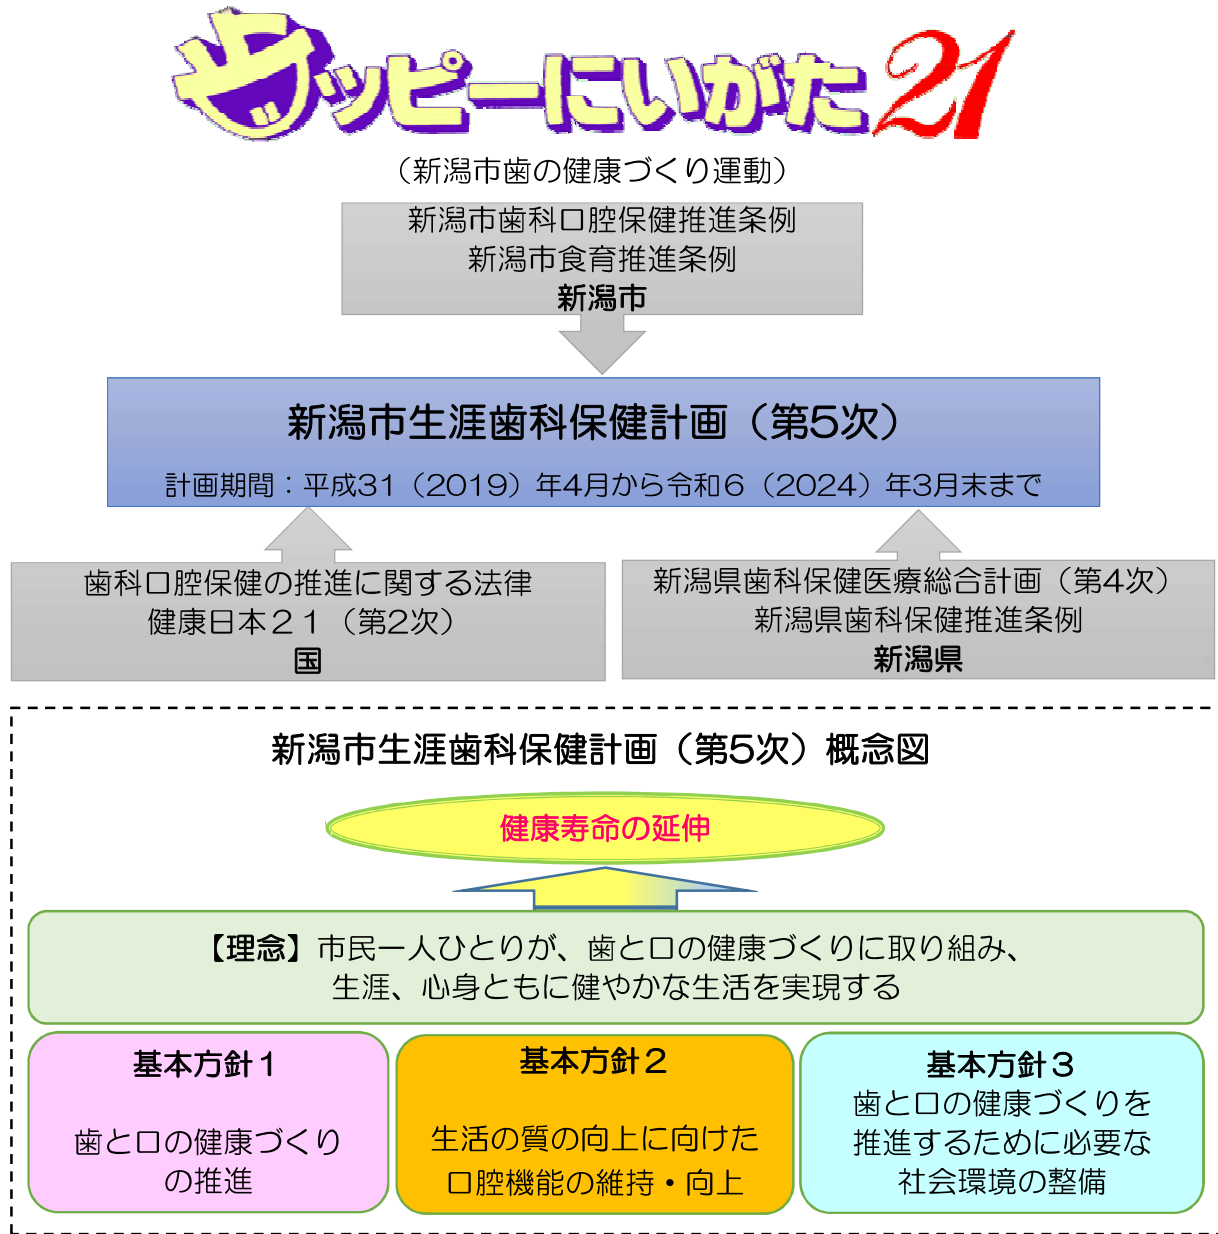 歯ッピーにいがた21
（新潟市歯の健康づくり運動）
新潟市歯科口腔保健推進条例
新潟市食育推進条例
新潟市
新潟市生涯歯科保健計画（第5次）
計画期間：平成31（2019）年4月から令和６（2024）年3月末まで
歯科口腔保健の推進に関する法律
健康日本２１（第2次）
国
新潟県歯科保健医療総合計画（第4次）
新潟県歯科保健推進条例
新潟県
新潟市生涯歯科保健計画（第5次）概念図
健康寿命の延伸
【理念】市民一人ひとりが、歯と口の健康づくりに取り組み、
生涯、心身ともに健やかな生活を実現する
基本方針１
歯と口の健康づくり
の推進
基本方針２
生活の質の向上に向けた
口腔機能の維持・向上
基本方針３
歯と口の健康づくりを
推進するために必要な
社会環境の整備